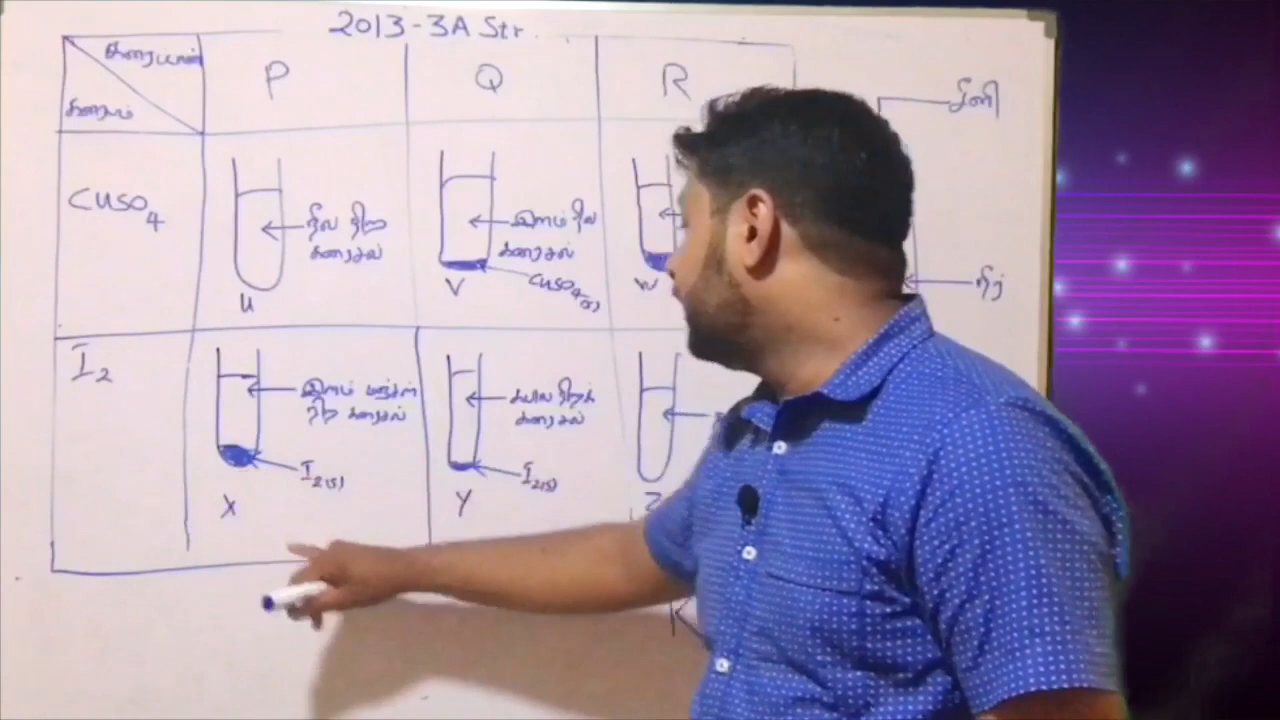 2013 - 3A Str.
கரைப்பான்
கரையம்
P
Q
R
சீனி
CuSO4
நீல நிற
கரைசல்
U
இளம் நீல
கரைசல்
CuSO4(s)
V
W
நீர்
I2
இளம் மஞ்சள்
நிற கரைசல்
I2(s)
X
கபில நிறக்
கரைசல்
I2(s)
Y
Z